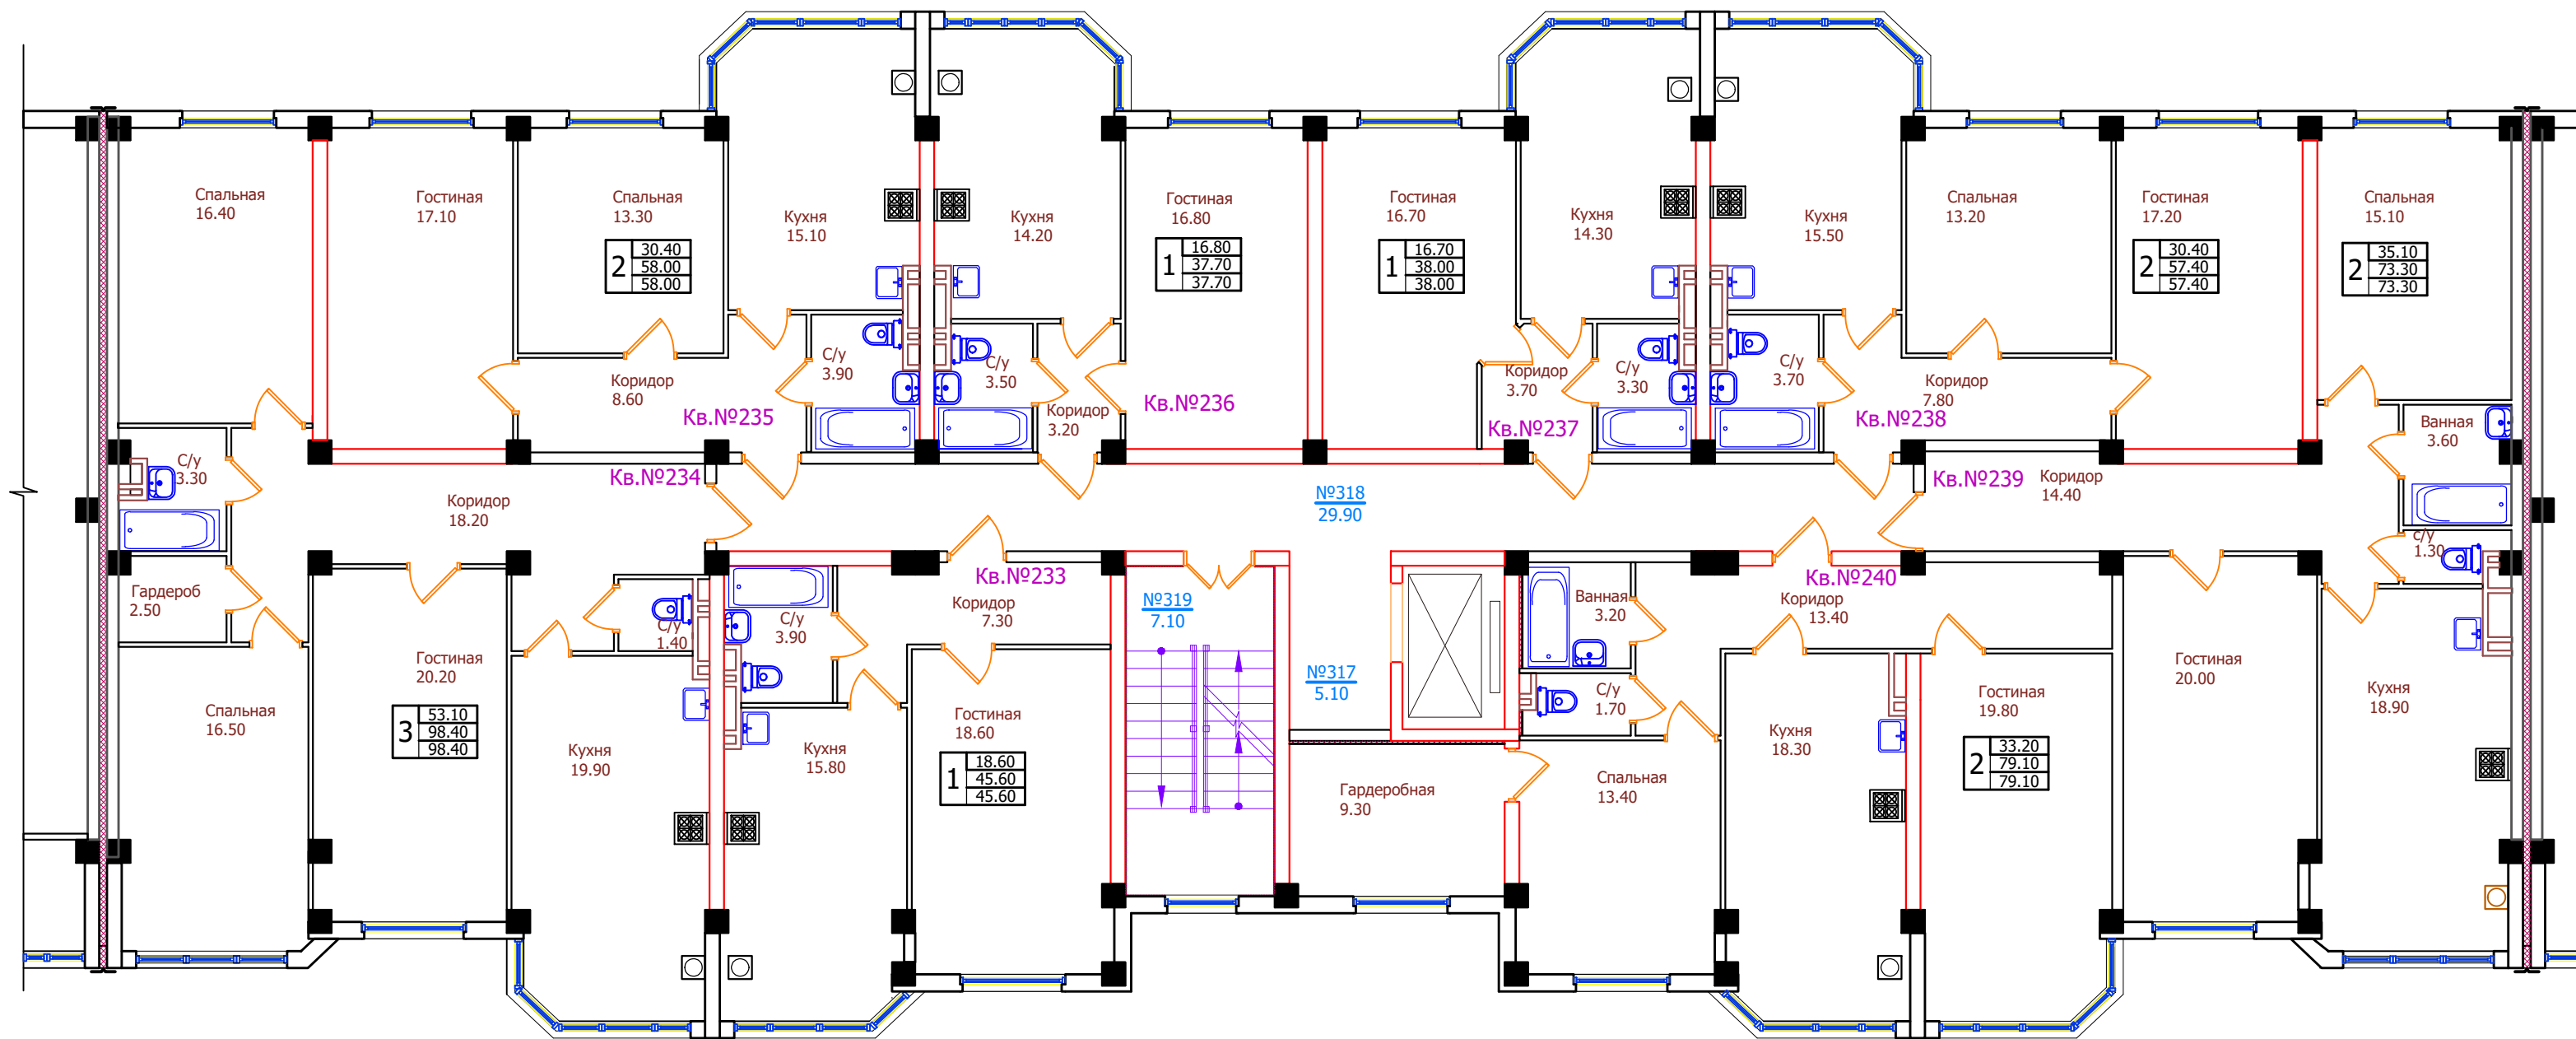 Спальная
16.40
Гостиная
17.10
Спальная
13.30
2
30.40
58.00
58.00
Кухня
15.10
Кухня
14.20
Гостиная
16.80
1
16.80
37.70
37.70
Гостиная
16.70
1
16.70
38.00
38.00
Кухня
14.30
Кухня
15.50
Спальная
13.20
Гостиная
17.20
2
30.40
57.40
57.40
Спальная
15.10
2
35.10
73.30
73.30
Коридор
8.60
Кв.№235
С/у
3.90
С/у
3.50
Коридор
3.20
Кв.№236
Коридор
3.70
Кв.№237
С/у
3.30
С/у
3.70
Коридор
7.80
Кв.№238
Ванная
3.60
С/у
3.30
Коридор
18.20
Кв.№234
№318
29.90
Кв.№239
Коридор
14.40
с/у
1.30
Гардероб
2.50
Спальная
16.50
Гостиная
20.20
3
53.10
98.40
98.40
С/у
1.40
Кухня
19.90
С/у
3.90
Кухня
15.80
Кв.№233
Коридор
7.30
Гостиная
18.60
1
18.60
45.60
45.60
№319
7.10
№317
5.10
Гардеробная
9.30
Ванная
3.20
С/у
1.70
Спальная
13.40
Кв.№240
Коридор
13.40
Кухня
18.30
Гостиная
19.80
2
33.20
79.10
79.10
Гостиная
20.00
Кухня
18.90